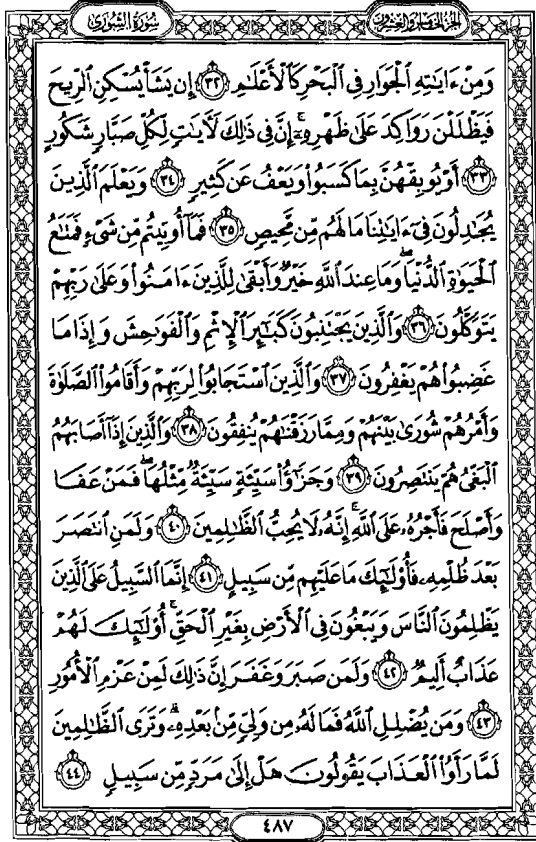 الجزء الخامس والعشرون
سورة الشورى
وَمِنْ ءَايَٰتِهِ ٱلْجَوَارِ فِى ٱلْبَحْرِ كَٱلْأَعْلَٰمِ ٣٢ إِن يَشَأْ يُسْكِنِ ٱلرِّيحَ
فَيَظْلَلْنَ رَوَاكِدَ عَلَىٰ ظَهْرِهِۦٓ ۚ إِنَّ فِى ذَٰلِكَ لَءَايَٰتٍ لِّكُلِّ صَبَّارٍ شَكُورٍ
٣٣ أَوْ يُوبِقْهُنَّ بِمَا كَسَبُوا۟ وَيَعْفُ عَن كَثِيرٍ ٣٤ وَيَعْلَمَ ٱلَّذِينَ
يُجَٰدِلُونَ فِىٓ ءَايَٰتِنَا مَا لَهُم مِّن مَّحِيصٍ ٣٥ فَمَآ أُوتِيتُم مِّن شَىْءٍ فَمَتَٰعُ
ٱلْحَيَوٰةِ ٱلدُّنْيَا ۖ وَمَا عِندَ ٱللَّهِ خَيْرٌ وَأَبْقَىٰ لِلَّذِينَ ءَامَنُوا۟ وَعَلَىٰ رَبِّهِمْ
يَتَوَكَّلُونَ ٣٦ وَٱلَّذِينَ يَجْتَنِبُونَ كَبَٰٓئِرَ ٱلْإِثْمِ وَٱلْفَوَٰحِشَ وَإِذَا مَا
غَضِبُوا۟ هُمْ يَغْفِرُونَ ٣٧ وَٱلَّذِينَ ٱسْتَجَابُوا۟ لِرَبِّهِمْ وَأَقَامُوا۟ ٱلصَّلَوٰةَ
وَأَمْرُهُمْ شُورَىٰ بَيْنَهُمْ وَمِمَّا رَزَقْنَٰهُمْ يُنفِقُونَ ٣٨ وَٱلَّذِينَ إِذَآ أَصَابَهُمُ
ٱلْبَغْىُ هُمْ يَنتَصِرُونَ ٣٩ وَجَزَٰٓؤُا۟ سَيِّئَةٍ سَيِّئَةٌ مِّثْلُهَا ۖ فَمَنْ عَفَا
وَأَصْلَحَ فَأَجْرُهُۥ عَلَى ٱللَّهِ ۚ إِنَّهُۥ لَا يُحِبُّ ٱلظَّٰلِمِينَ ٤٠ وَلَمَنِ ٱنتَصَرَ
بَعْدَ ظُلْمِهِۦ فَأُو۟لَٰٓئِكَ مَا عَلَيْهِم مِّن سَبِيلٍ ٤١ إِنَّمَا ٱلسَّبِيلُ عَلَى ٱلَّذِينَ
يَظْلِمُونَ ٱلنَّاسَ وَيَبْغُونَ فِى ٱلْأَرْضِ بِغَيْرِ ٱلْحَقِّ ۚ أُو۟لَٰٓئِكَ لَهُمْ
عَذَابٌ أَلِيمٌ ٤٢ وَلَمَن صَبَرَ وَغَفَرَ إِنَّ ذَٰلِكَ لَمِنْ عَزْمِ ٱلْأُمُورِ
٤٣ وَمَن يُضْلِلِ ٱللَّهُ فَمَا لَهُۥ مِن وَلِىٍّ مِّنۢ بَعْدِهِۦ ۗ وَتَرَى ٱلظَّٰلِمِينَ
لَمَّا رَأَوُا۟ ٱلْعَذَابَ يَقُولُونَ هَلْ إِلَىٰ مَرَدٍّ مِّن سَبِيلٍ ٤٤
٤٨٧